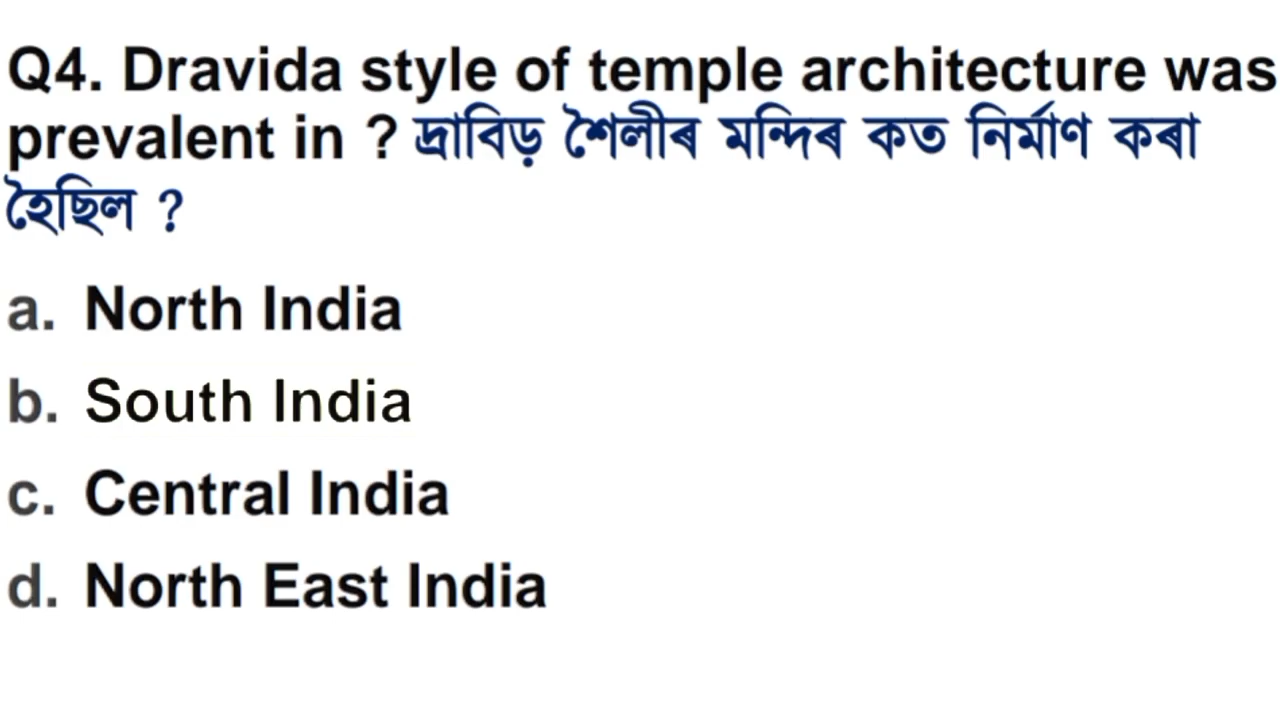 Q4. Dravida style of temple architecture was
prevalent in ? দ্ৰাবিড় শৈলীৰ মন্দিৰ কত নিৰ্মাণ কৰা
হৈছিল ?
a. North India
b. South India
c. Central India
d. North East India